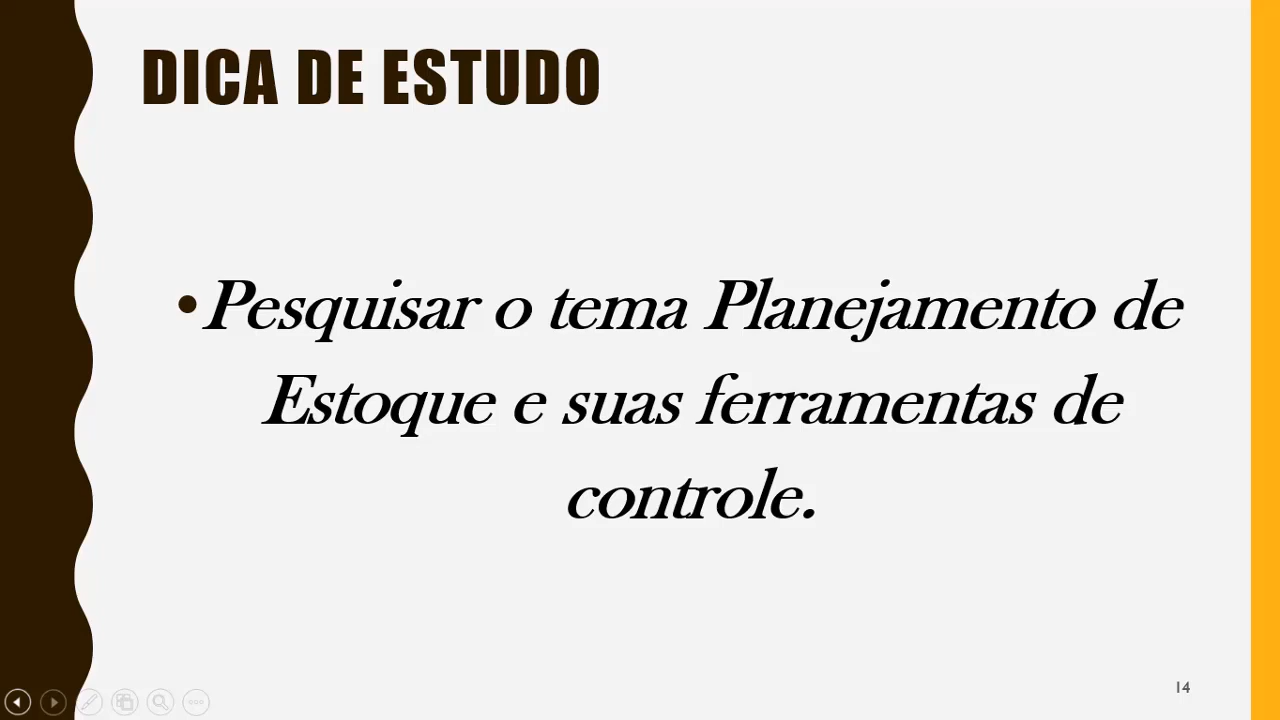 DICA DE ESTUDO
•Pesquisar o tema Planejamento de
Estoque e suas ferramentas de
controle.
14